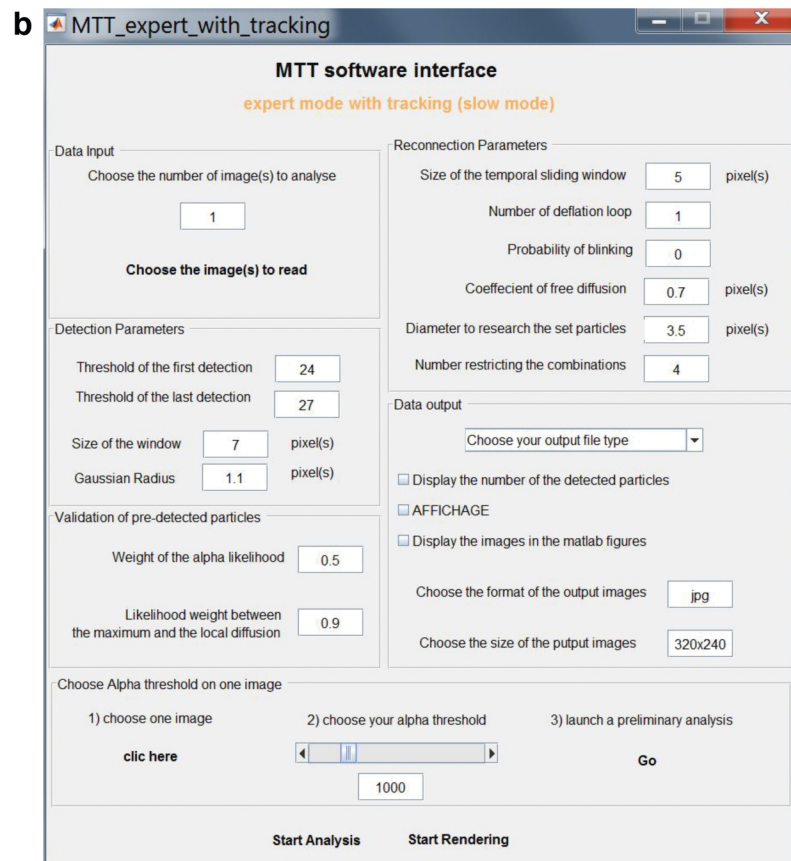 b
MTT_expert_with_tracking
MTT software interface
expert mode with tracking (slow mode)
Data Input
Choose the number of image(s) to analyse
1
Choose the image(s) to read
Detection Parameters
Threshold of the first detection 24
Threshold of the last detection 27
Size of the window 7 pixel(s)
Gaussian Radius 1.1 pixel(s)
Validation of pre-detected particles
Weight of the alpha likelihood 0.5
Likelihood weight between
the maximum and the local diffusion 0.9
Reconnection Parameters
Size of the temporal sliding window 5 pixel(s)
Number of deflation loop 1
Probability of blinking 0
Coeffecient of free diffusion 0.7 pixel(s)
Diameter to research the set particles 3.5 pixel(s)
Number restricting the combinations 4
Data output
Choose your output file type
Display the number of the detected particles
AFFICHAGE
Display the images in the matlab figures
Choose the format of the output images jpg
Choose the size of the putput images 320x240
Choose Alpha threshold on one image
1) choose one image 2) choose your alpha threshold 3) launch a preliminary analysis
clic here Go
1000
Start Analysis Start Rendering